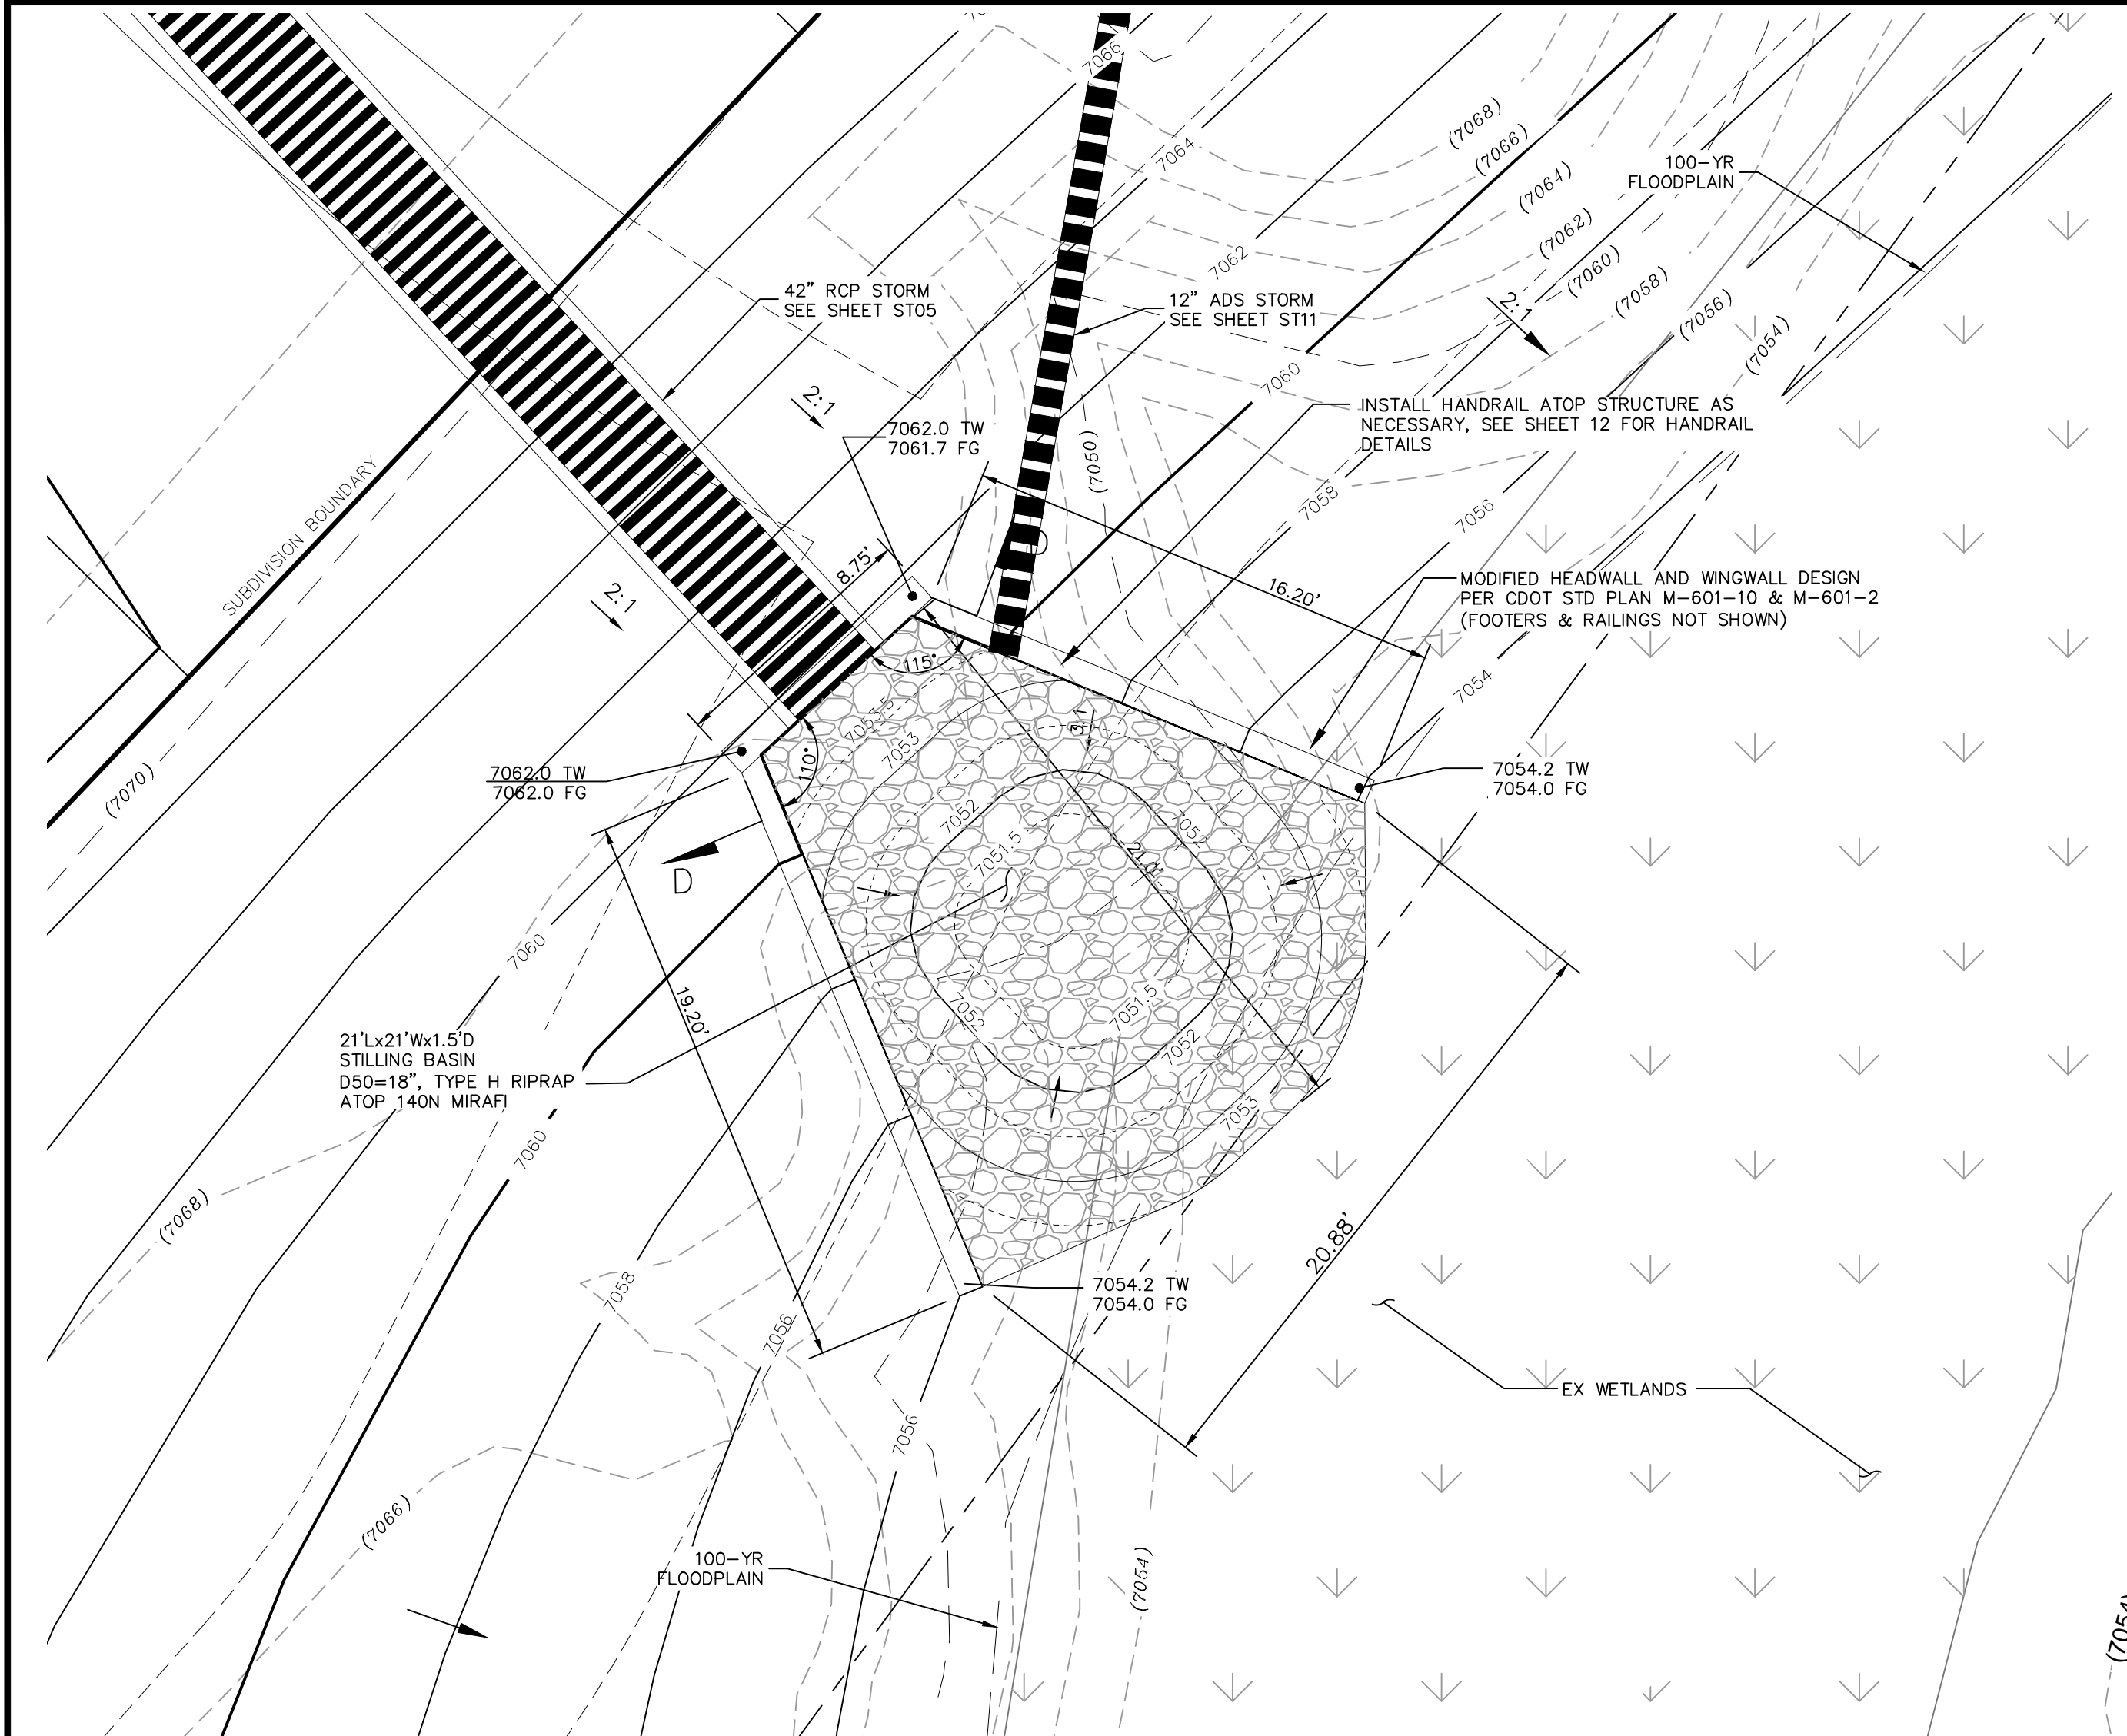 7066
(7068)
(7066)
7064
100-YR
FLOODPLAIN
(7064)
(7062)
7062
(7060)
(7058)
42" RCP STORM
SEE SHEET ST05
12" ADS STORM
SEE SHEET ST11
2:1
(7056)
(7054)
7060
2:1
INSTALL HANDRAIL ATOP STRUCTURE AS
NECESSARY, SEE SHEET 12 FOR HANDRAIL
DETAILS
7062.0 TW
7061.7 FG
(7050)
SUBDIVISION BOUNDARY
7058
7056
D
8.75'
2:1
16.20'
MODIFIED HEADWALL AND WINGWALL DESIGN
PER CDOT STD PLAN M-601-10 & M-601-2
(FOOTERS & RAILINGS NOT SHOWN)
115°
7054
7053.5
7053
3:1
110°
(7070)
7062.0 TW
7062.0 FG
7054.2 TW
7054.0 FG
7052
7052
7051.5
21.0'
D
7060
19.20'
7052
7051.5
7052
21'Lx21'Wx1.5'D
STILLING BASIN
D50=18", TYPE H RIPRAP
ATOP 140N MIRAFI
7053
7060
(7068)
20.88'
7058
7054.2 TW
7054.0 FG
7056
EX WETLANDS
7056
(7066)
100-YR
FLOODPLAIN
(7054)
(7054)